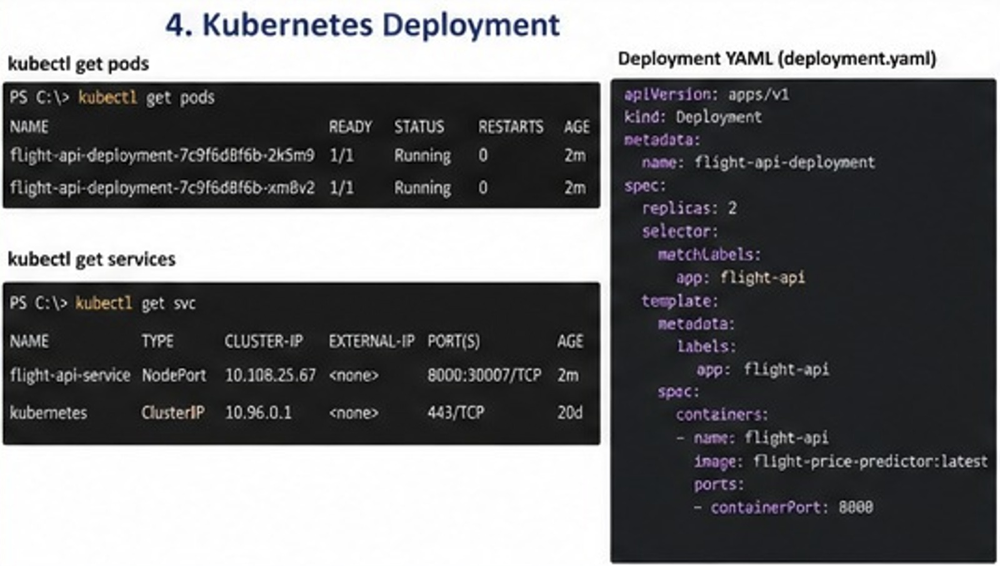 4. Kubernetes Deployment
kubectl get pods
PS C:\> kubectl get pods
NAME READY STATUS RESTARTS AGE
flight-api-deployment-7c9f6d8f6b-2k5m9 1/1 Running 0 2m
flight-api-deployment-7c9f6d8f6b-xm8v2 1/1 Running 0 2m
kubectl get services
PS C:\> kubectl get svc
NAME TYPE CLUSTER-IP EXTERNAL-IP PORT(S) AGE
flight-api-service NodePort 10.108.25.67 <none> 8000:30007/TCP 2m
kubernetes ClusterIP 10.96.0.1 <none> 443/TCP 20d
Deployment YAML (deployment.yaml)
apiVersion: apps/v1
kind: Deployment
metadata:
  name: flight-api-deployment
spec:
  replicas: 2
  selector:
    matchLabels:
      app: flight-api
  template:
    metadata:
      labels:
        app: flight-api
    spec:
      containers:
      - name: flight-api
        image: flight-price-predictor:latest
        ports:
        - containerPort: 8000